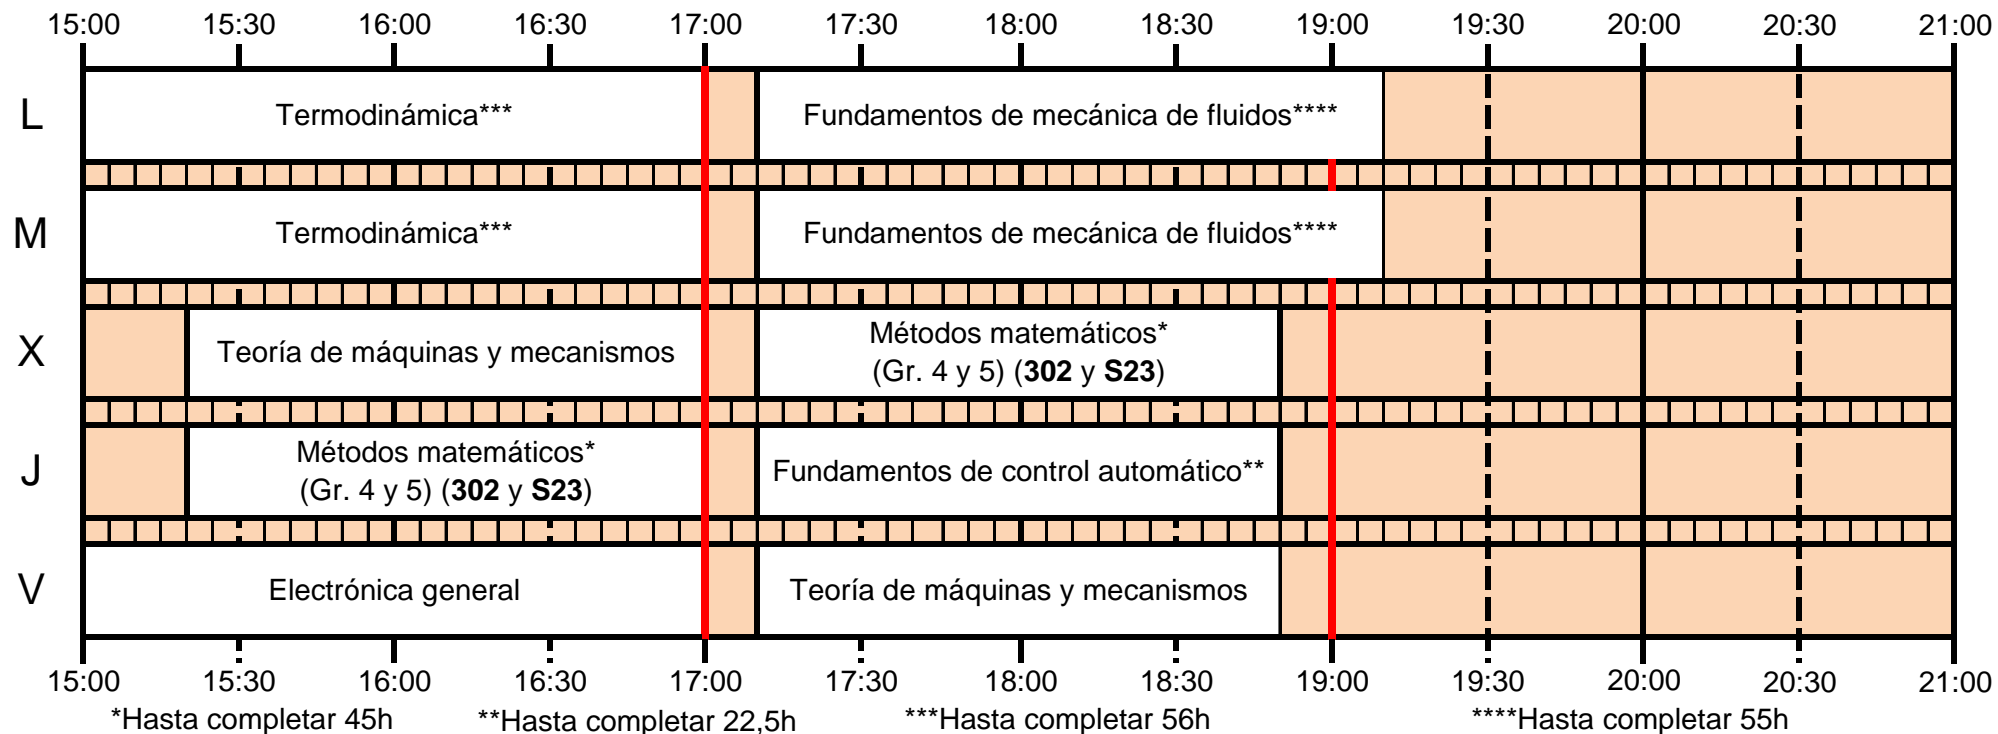 15:00 15:30 16:00 16:30 17:00 17:30 18:00 18:30 19:00 19:30 20:00 20:30 21:00
L Termodinámica*** Fundamentos de mecánica de fluidos****
M Termodinámica*** Fundamentos de mecánica de fluidos****
X Teoría de máquinas y mecanismos Métodos matemáticos*
(Gr. 4 y 5) (302 y S23)
J Métodos matemáticos*
(Gr. 4 y 5) (302 y S23)
Fundamentos de control automático**
V Electrónica general Teoría de máquinas y mecanismos
15:00 15:30 16:00 16:30 17:00 17:30 18:00 18:30 19:00 19:30 20:00 20:30 21:00
*Hasta completar 45h **Hasta completar 22,5h ***Hasta completar 56h ****Hasta completar 55h